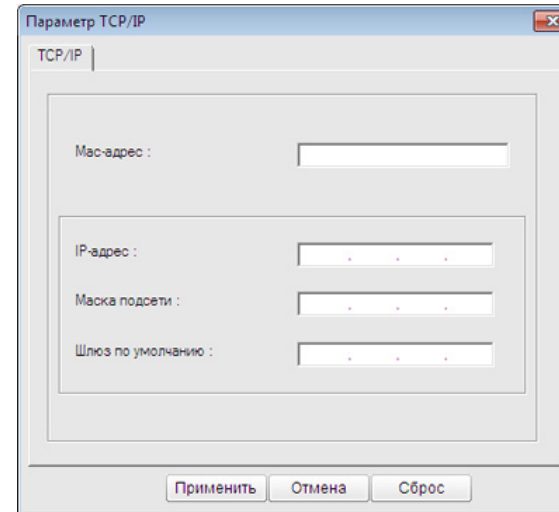 Параметр TCP/IP
TCP/IP
Mac-адрес :
IP-адрес :
Маска подсети :
Шлюз по умолчанию :
Применить Отмена Сброс